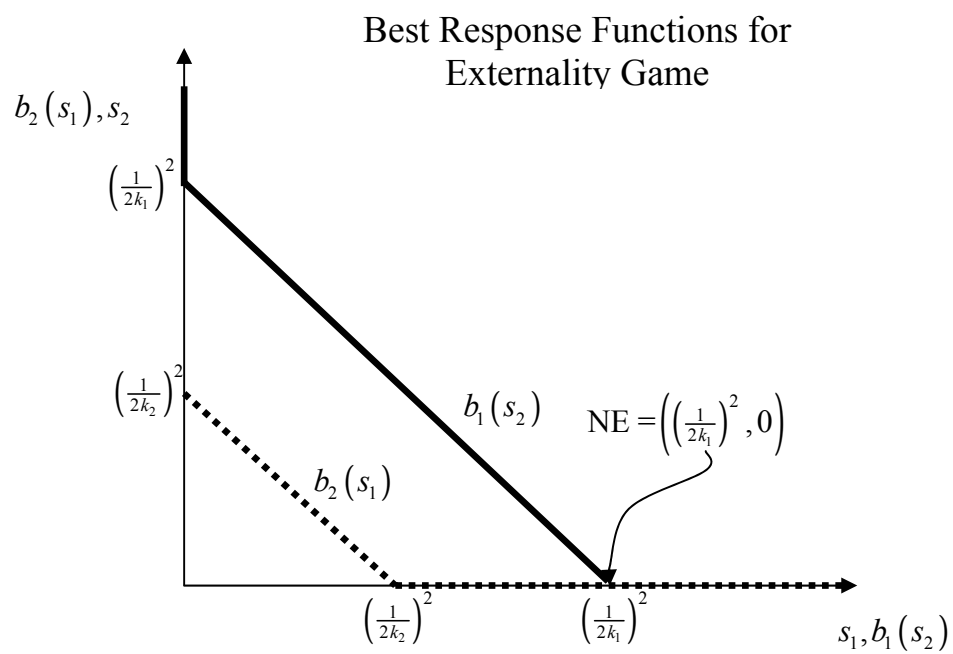 Best Response Functions for
Externality Game
b₂(s₁), s₂
(1/2k₁)²
(1/2k₂)²
b₁(s₂)
NE = ((1/2k₁)², 0)
b₂(s₁)
(1/2k₂)²
(1/2k₁)²
s₁, b₁(s₂)